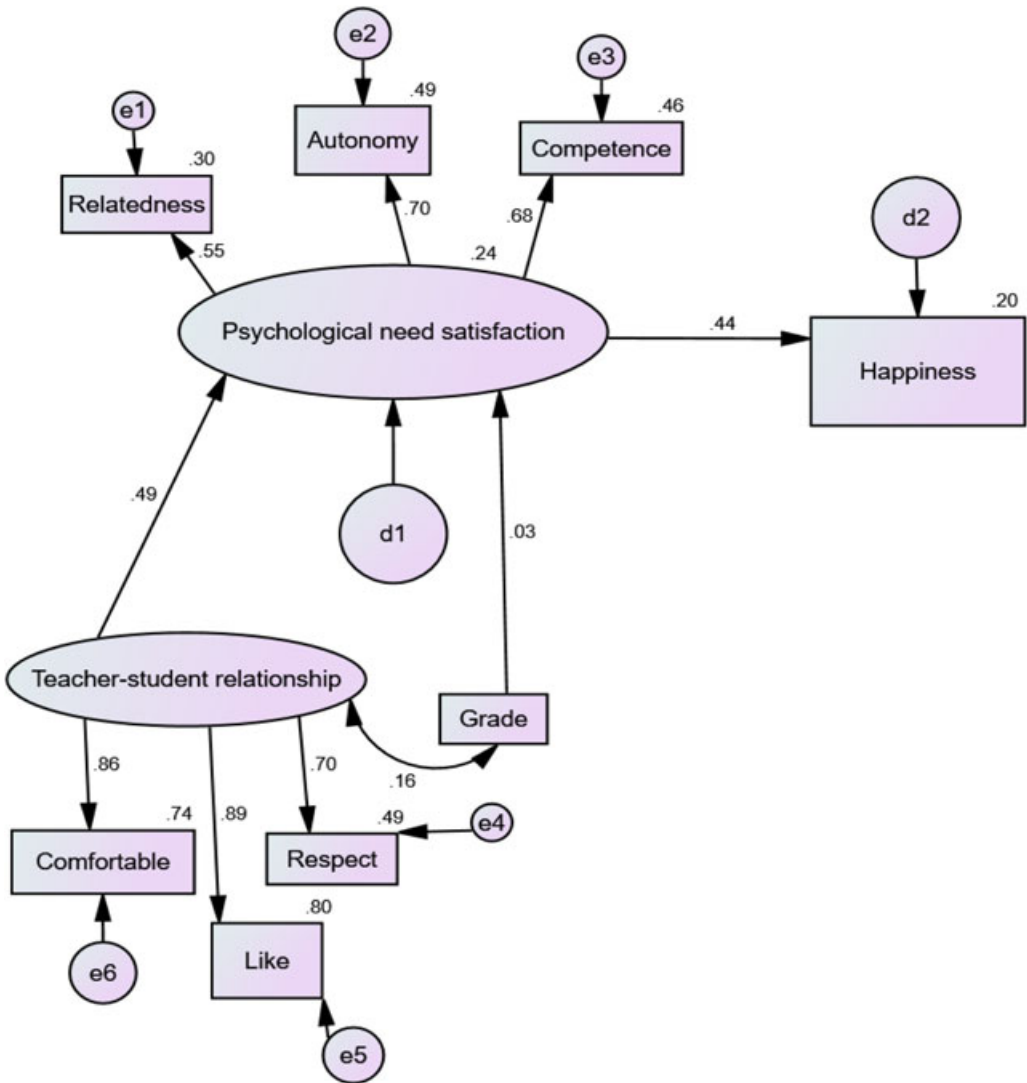 e2
e3
.49
.46
e1
Autonomy
Competence
.30
Relatedness
.70
.68
d2
.55
.24
.20
Psychological need satisfaction
.44
Happiness
.49
d1
.03
Teacher-student relationship
Grade
.86
.70
.16
.74
.89
.49
e4
Comfortable
Respect
.80
e6
Like
e5